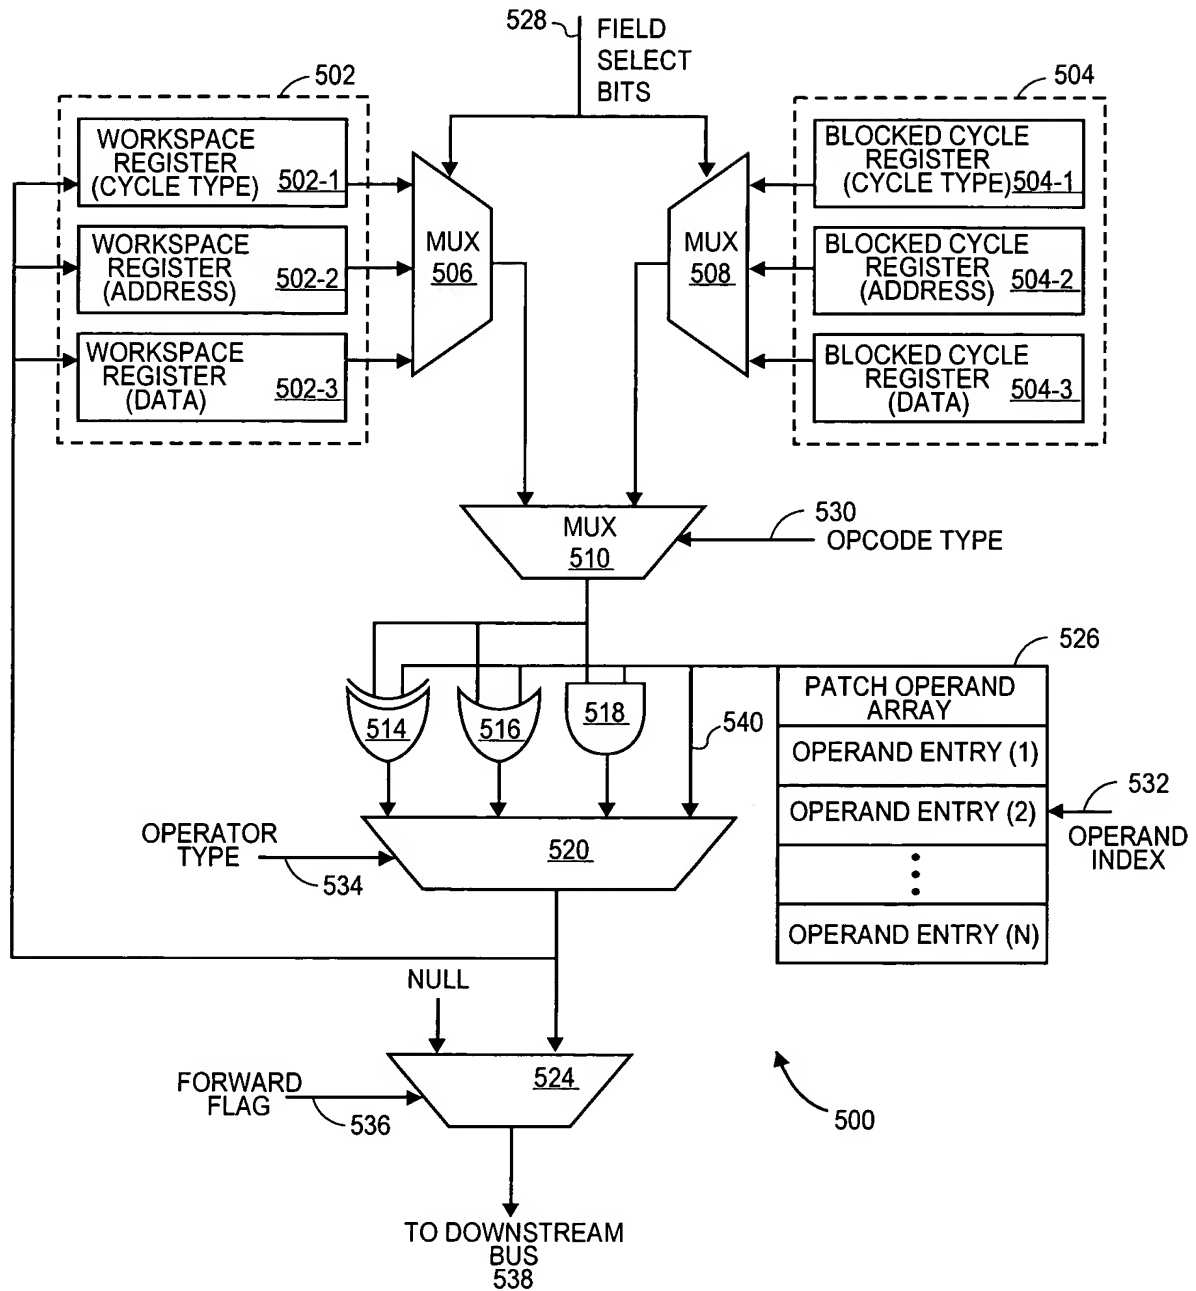 528
FIELD
SELECT
BITS
502
504
WORKSPACE
REGISTER
(CYCLE TYPE)
502-1
WORKSPACE
REGISTER
(ADDRESS)
502-2
WORKSPACE
REGISTER
(DATA)
502-3
MUX
506
MUX
508
BLOCKED CYCLE
REGISTER
(CYCLE TYPE)
504-1
BLOCKED CYCLE
REGISTER
(ADDRESS)
504-2
BLOCKED CYCLE
REGISTER
(DATA)
504-3
MUX
510
530
OPCODE TYPE
514
516
518
540
526
PATCH OPERAND
ARRAY
OPERAND ENTRY (1)
OPERAND ENTRY (2)
OPERAND ENTRY (N)
532
OPERAND
INDEX
OPERATOR
TYPE
534
520
NULL
524
FORWARD
FLAG
536
500
TO DOWNSTREAM
BUS
538